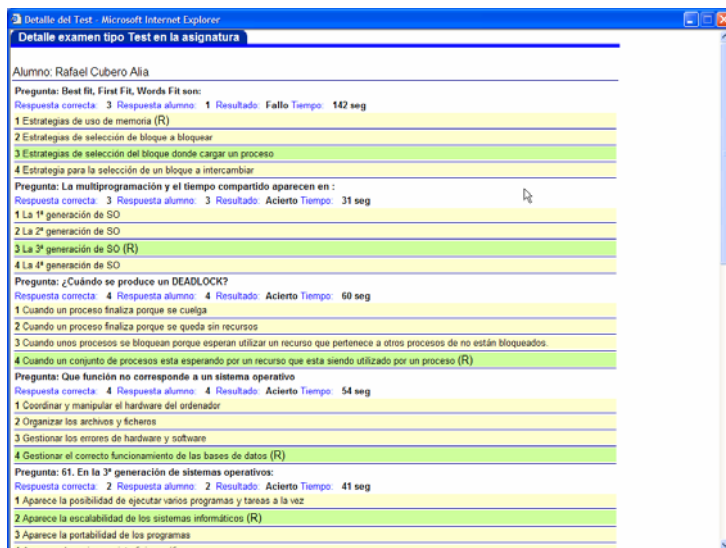 Detalle del Test - Microsoft Internet Explorer
Detalle examen tipo Test en la asignatura
Alumno: Rafael Cubero Alia
Pregunta: Best fit, First Fit, Words Fit son:
Respuesta correcta: 3 Respuesta alumno: 1 Resultado: Fallo Tiempo: 142 seg
1 Estrategias de uso de memoria (R)
2 Estrategias de selección de bloque a bloquear
3 Estrategias de selección del bloque donde cargar un proceso
4 Estrategia para la selección de un bloque a intercambiar
Pregunta: La multiprogramación y el tiempo compartido aparecen en :
Respuesta correcta: 3 Respuesta alumno: 3 Resultado: Acierto Tiempo: 31 seg
1 La 1ª generación de SO
2 La 2ª generación de SO
3 La 3ª generación de SO (R)
4 La 4ª generación de SO
Pregunta: ¿Cuándo se produce un DEADLOCK?
Respuesta correcta: 4 Respuesta alumno: 4 Resultado: Acierto Tiempo: 60 seg
1 Cuando un proceso finaliza porque se cuelga
2 Cuando un proceso finaliza porque se queda sin recursos
3 Cuando unos procesos se bloquean porque esperan utilizar un recurso que pertenece a otros procesos de no están bloqueados.
4 Cuando un conjunto de procesos esta esperando por un recurso que esta siendo utilizado por un proceso (R)
Pregunta: Que función no corresponde a un sistema operativo
Respuesta correcta: 4 Respuesta alumno: 4 Resultado: Acierto Tiempo: 54 seg
1 Coordinar y manipular el hardware del ordenador
2 Organizar los archivos y ficheros
3 Gestionar los errores de hardware y software
4 Gestionar el correcto funcionamiento de las bases de datos (R)
Pregunta: 61. En la 3ª generación de sistemas operativos:
Respuesta correcta: 2 Respuesta alumno: 2 Resultado: Acierto Tiempo: 41 seg
1 Aparece la posibilidad de ejecutar varios programas y tareas a la vez
2 Aparece la escalabilidad de los sistemas informáticos (R)
3 Aparece la portabilidad de los programas